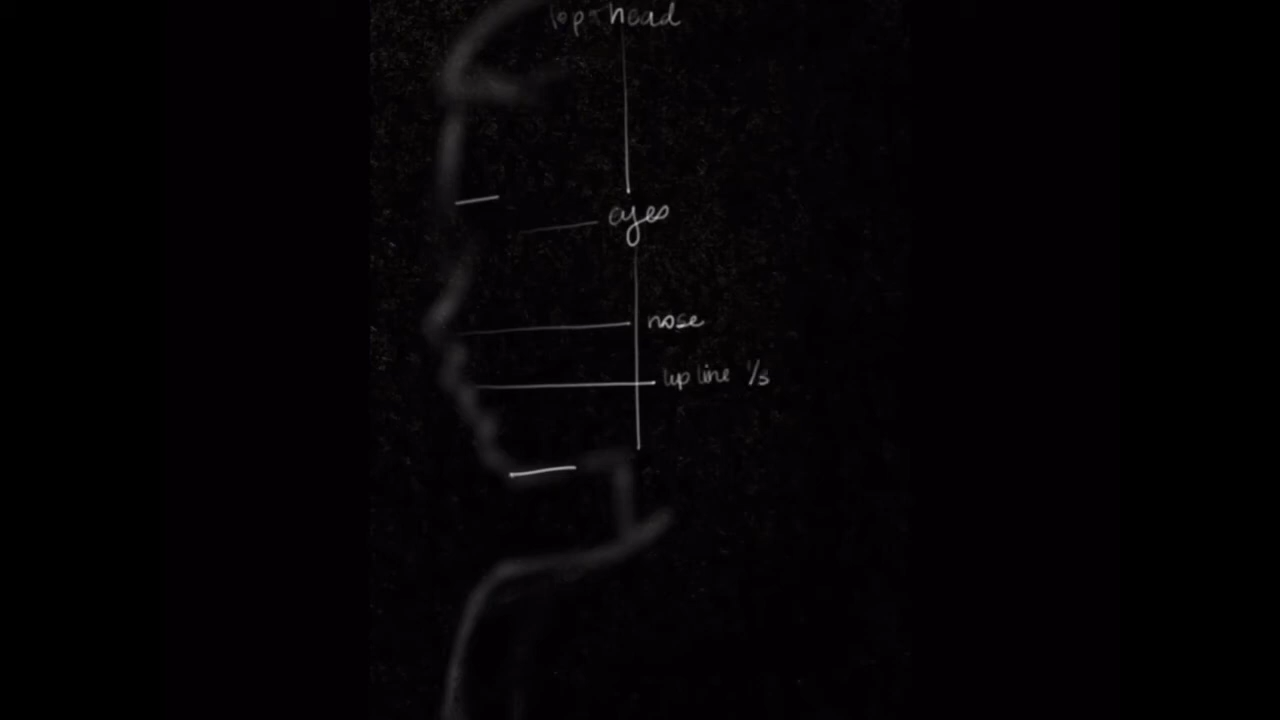 top-head
eyes
nose
lip line 1/3